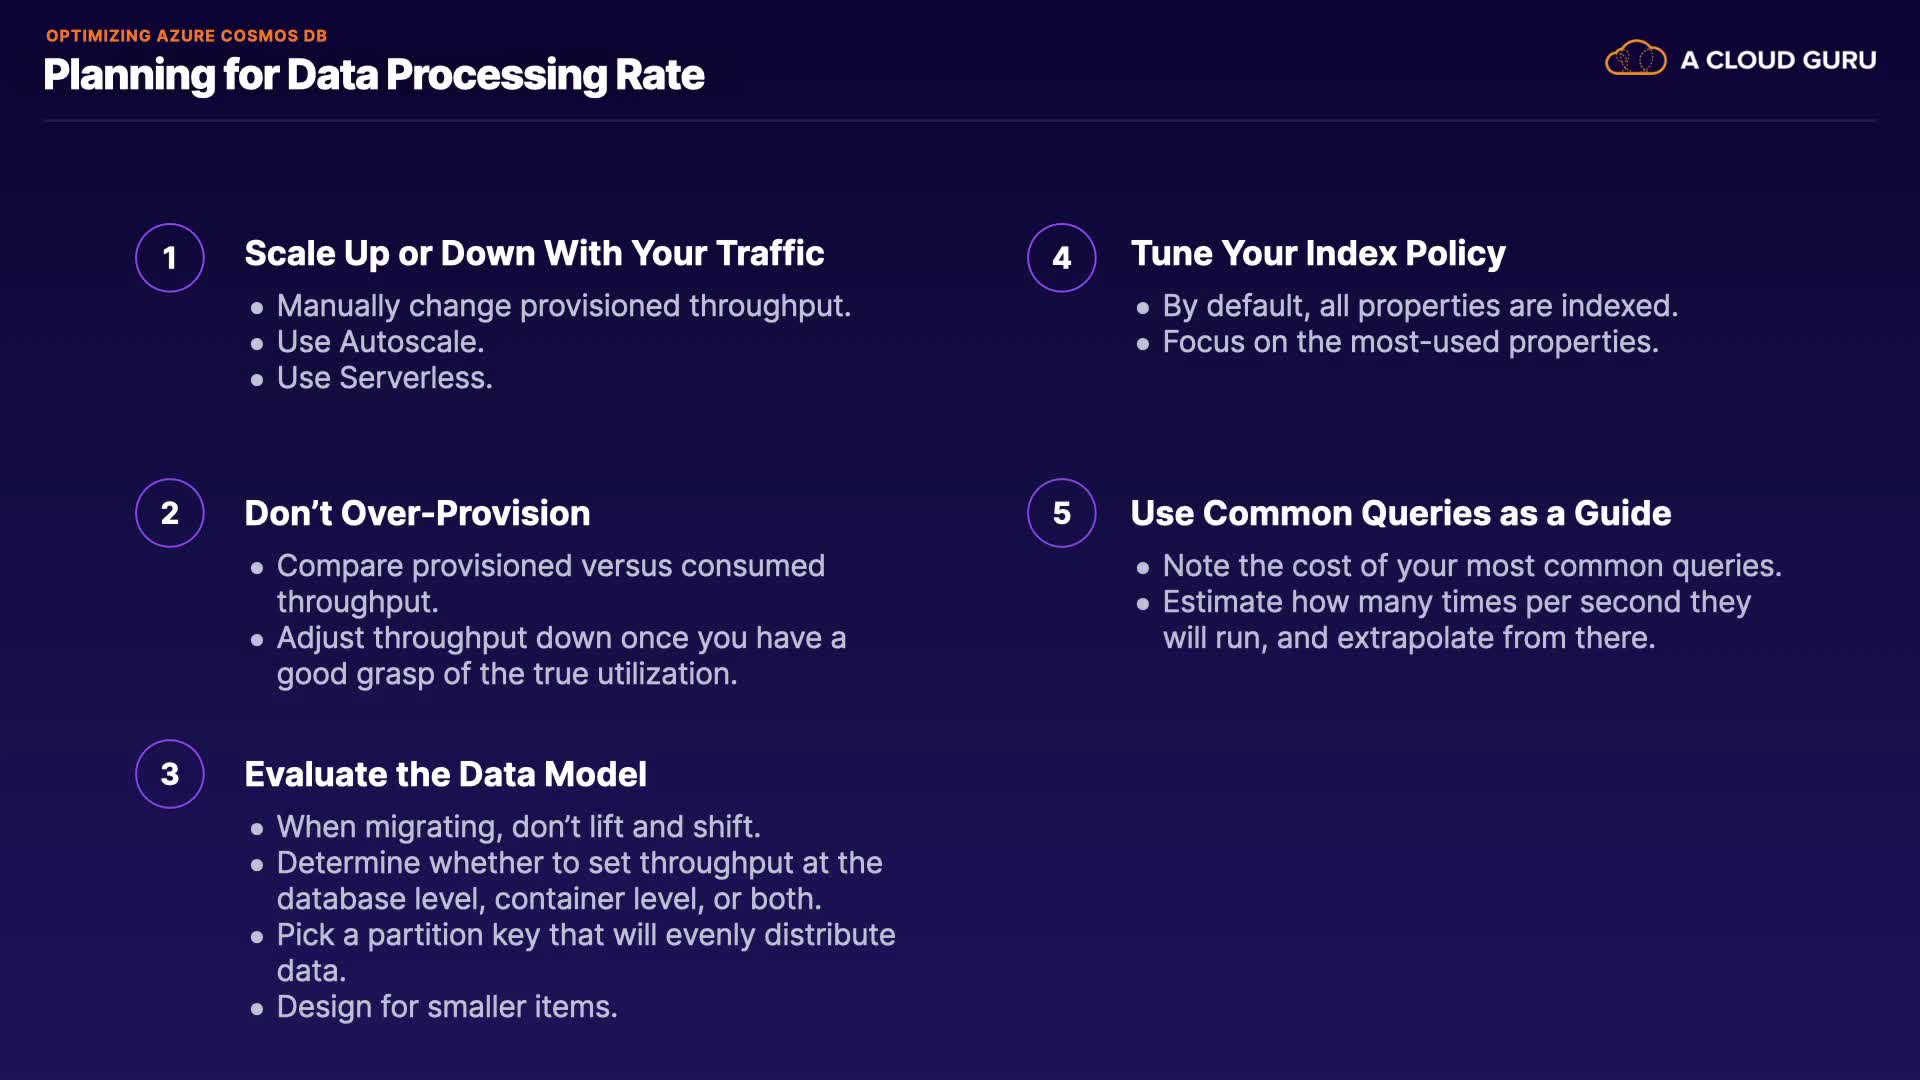 OPTIMIZING AZURE COSMOS DB
Planning for Data Processing Rate
A CLOUD GURU
1
Scale Up or Down With Your Traffic
• Manually change provisioned throughput.
• Use Autoscale.
• Use Serverless.
2
Don’t Over-Provision
• Compare provisioned versus consumed
throughput.
• Adjust throughput down once you have a
good grasp of the true utilization.
3
Evaluate the Data Model
• When migrating, don’t lift and shift.
• Determine whether to set throughput at the
database level, container level, or both.
• Pick a partition key that will evenly distribute
data.
• Design for smaller items.
4
Tune Your Index Policy
• By default, all properties are indexed.
• Focus on the most-used properties.
5
Use Common Queries as a Guide
• Note the cost of your most common queries.
• Estimate how many times per second they
will run, and extrapolate from there.